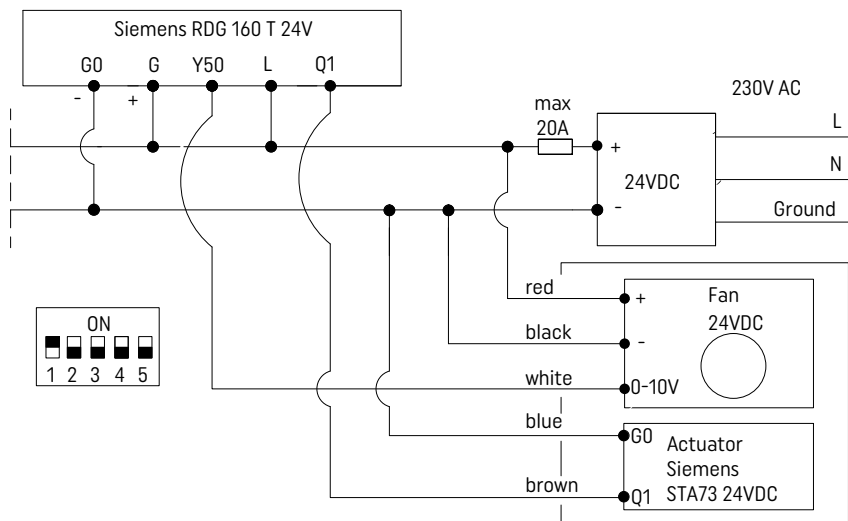 Siemens RDG 160 T 24V
G0 G Y50 L Q1
- +
max
20A
230V AC
L
N
Ground
+
24VDC
-
red
black
white
blue
brown
+ Fan
24VDC
-
0-10V
G0
Actuator
Siemens
STA73 24VDC
Q1
ON
1 2 3 4 5